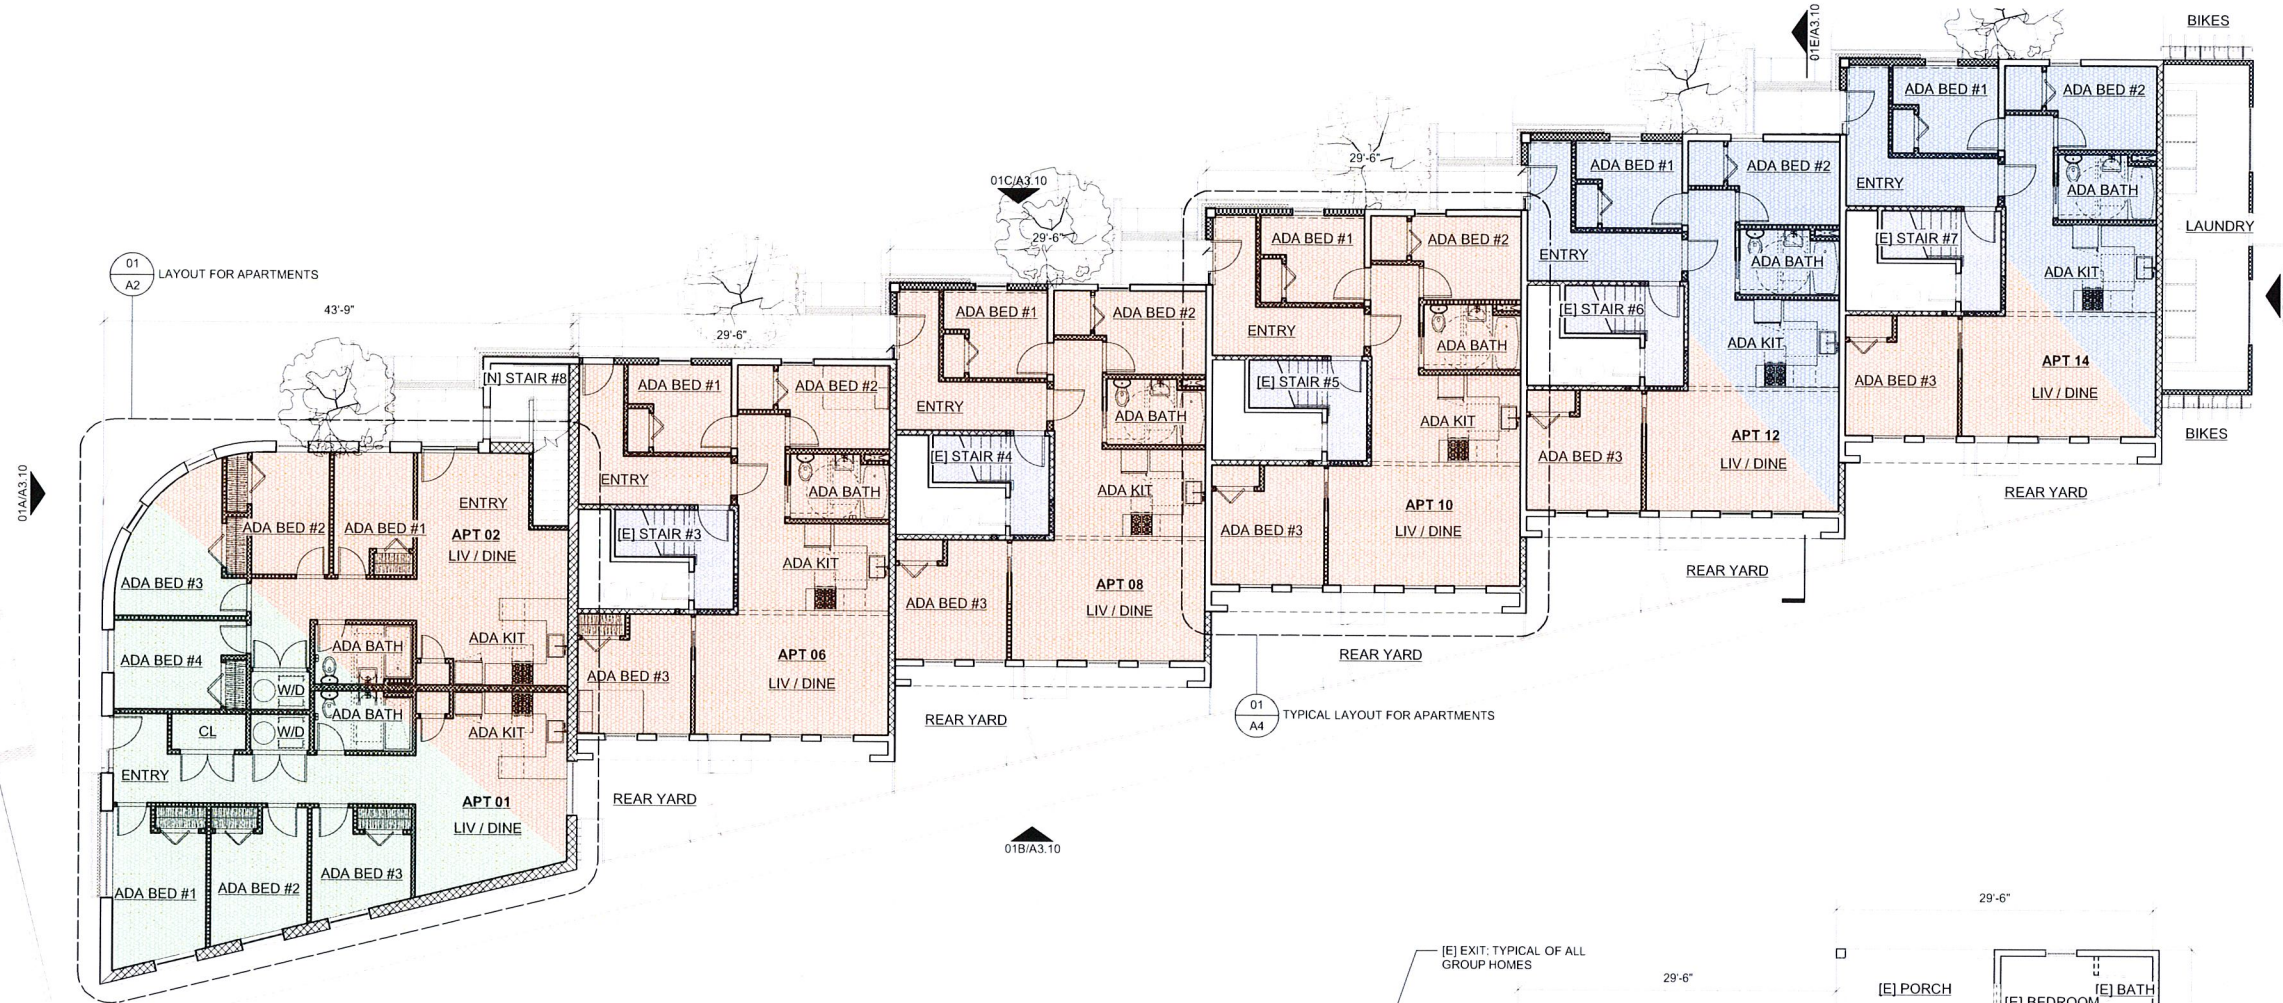 BIKES
01E/A3.10
ADA BED #1
ADA BED #2
ENTRY
ADA BATH
LAUNDRY
[E] STAIR #7
ADA KIT
ADA BED #3
APT 14
LIV / DINE
BIKES
REAR YARD
29'-6"
ADA BED #1
ADA BED #2
ENTRY
ADA BATH
[E] STAIR #6
ADA KIT
ADA BED #3
APT 12
LIV / DINE
REAR YARD
01C/A3.10
29'-6"
ADA BED #1
ADA BED #2
ENTRY
ADA BATH
[E] STAIR #5
ADA KIT
ADA BED #3
APT 10
LIV / DINE
REAR YARD
01
A4
TYPICAL LAYOUT FOR APARTMENTS
29'-6"
ADA BED #1
ADA BED #2
ENTRY
ADA BATH
[E] STAIR #4
ADA KIT
ADA BED #3
APT 08
LIV / DINE
REAR YARD
01
A2
LAYOUT FOR APARTMENTS
43'-9"
[N] STAIR #8
ADA BED #1
ADA BED #2
ENTRY
ADA BATH
[E] STAIR #3
ADA KIT
ADA BED #3
APT 06
LIV / DINE
REAR YARD
01A/A3.10
ENTRY
ADA BED #2
ADA BED #1
APT 02
LIV / DINE
ADA BED #3
ADA BATH
ADA KIT
ADA BED #4
W/D
ADA BATH
CL
W/D
ADA KIT
ENTRY
APT 01
LIV / DINE
ADA BED #1
ADA BED #2
ADA BED #3
01B/A3.10
29'-6"
[E] EXIT; TYPICAL OF ALL
GROUP HOMES
29'-6"
[E] PORCH
[E] BATH
[E] BEDROOM